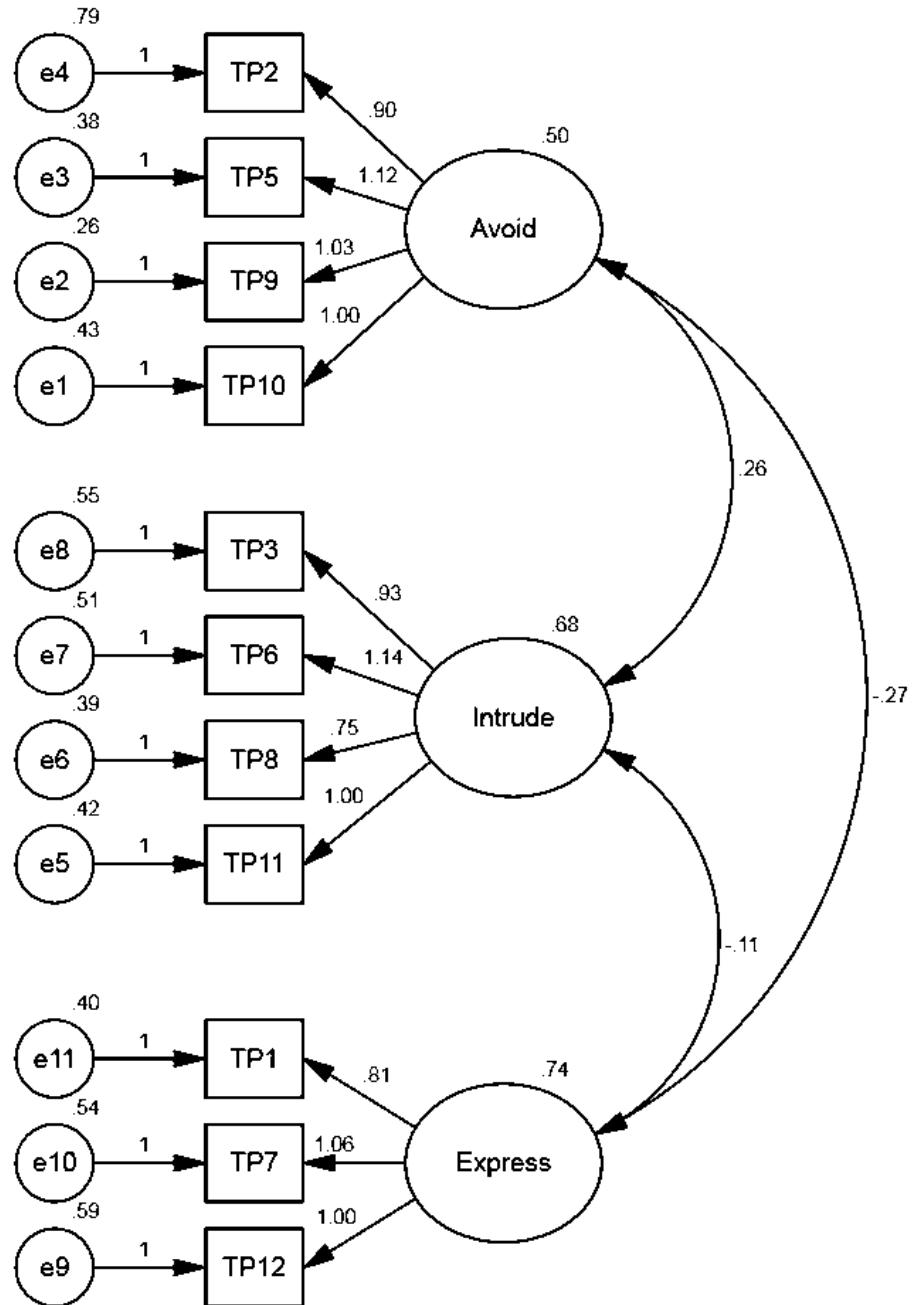 .79
e4 1 TP2
.90
.38
e3 1 TP5
1.12
.50
Avoid
.26
e2 1 TP9
1.03
.43
e1 1 TP10
1.00
.26
.55
e8 1 TP3
.93
.51
e7 1 TP6
1.14
.68
Intrude
-.27
.39
e6 1 TP8
.75
.42
e5 1 TP11
1.00
-.11
.40
e11 1 TP1
.81
.74
.54
e10 1 TP7
1.06
Express
.59
e9 1 TP12
1.00